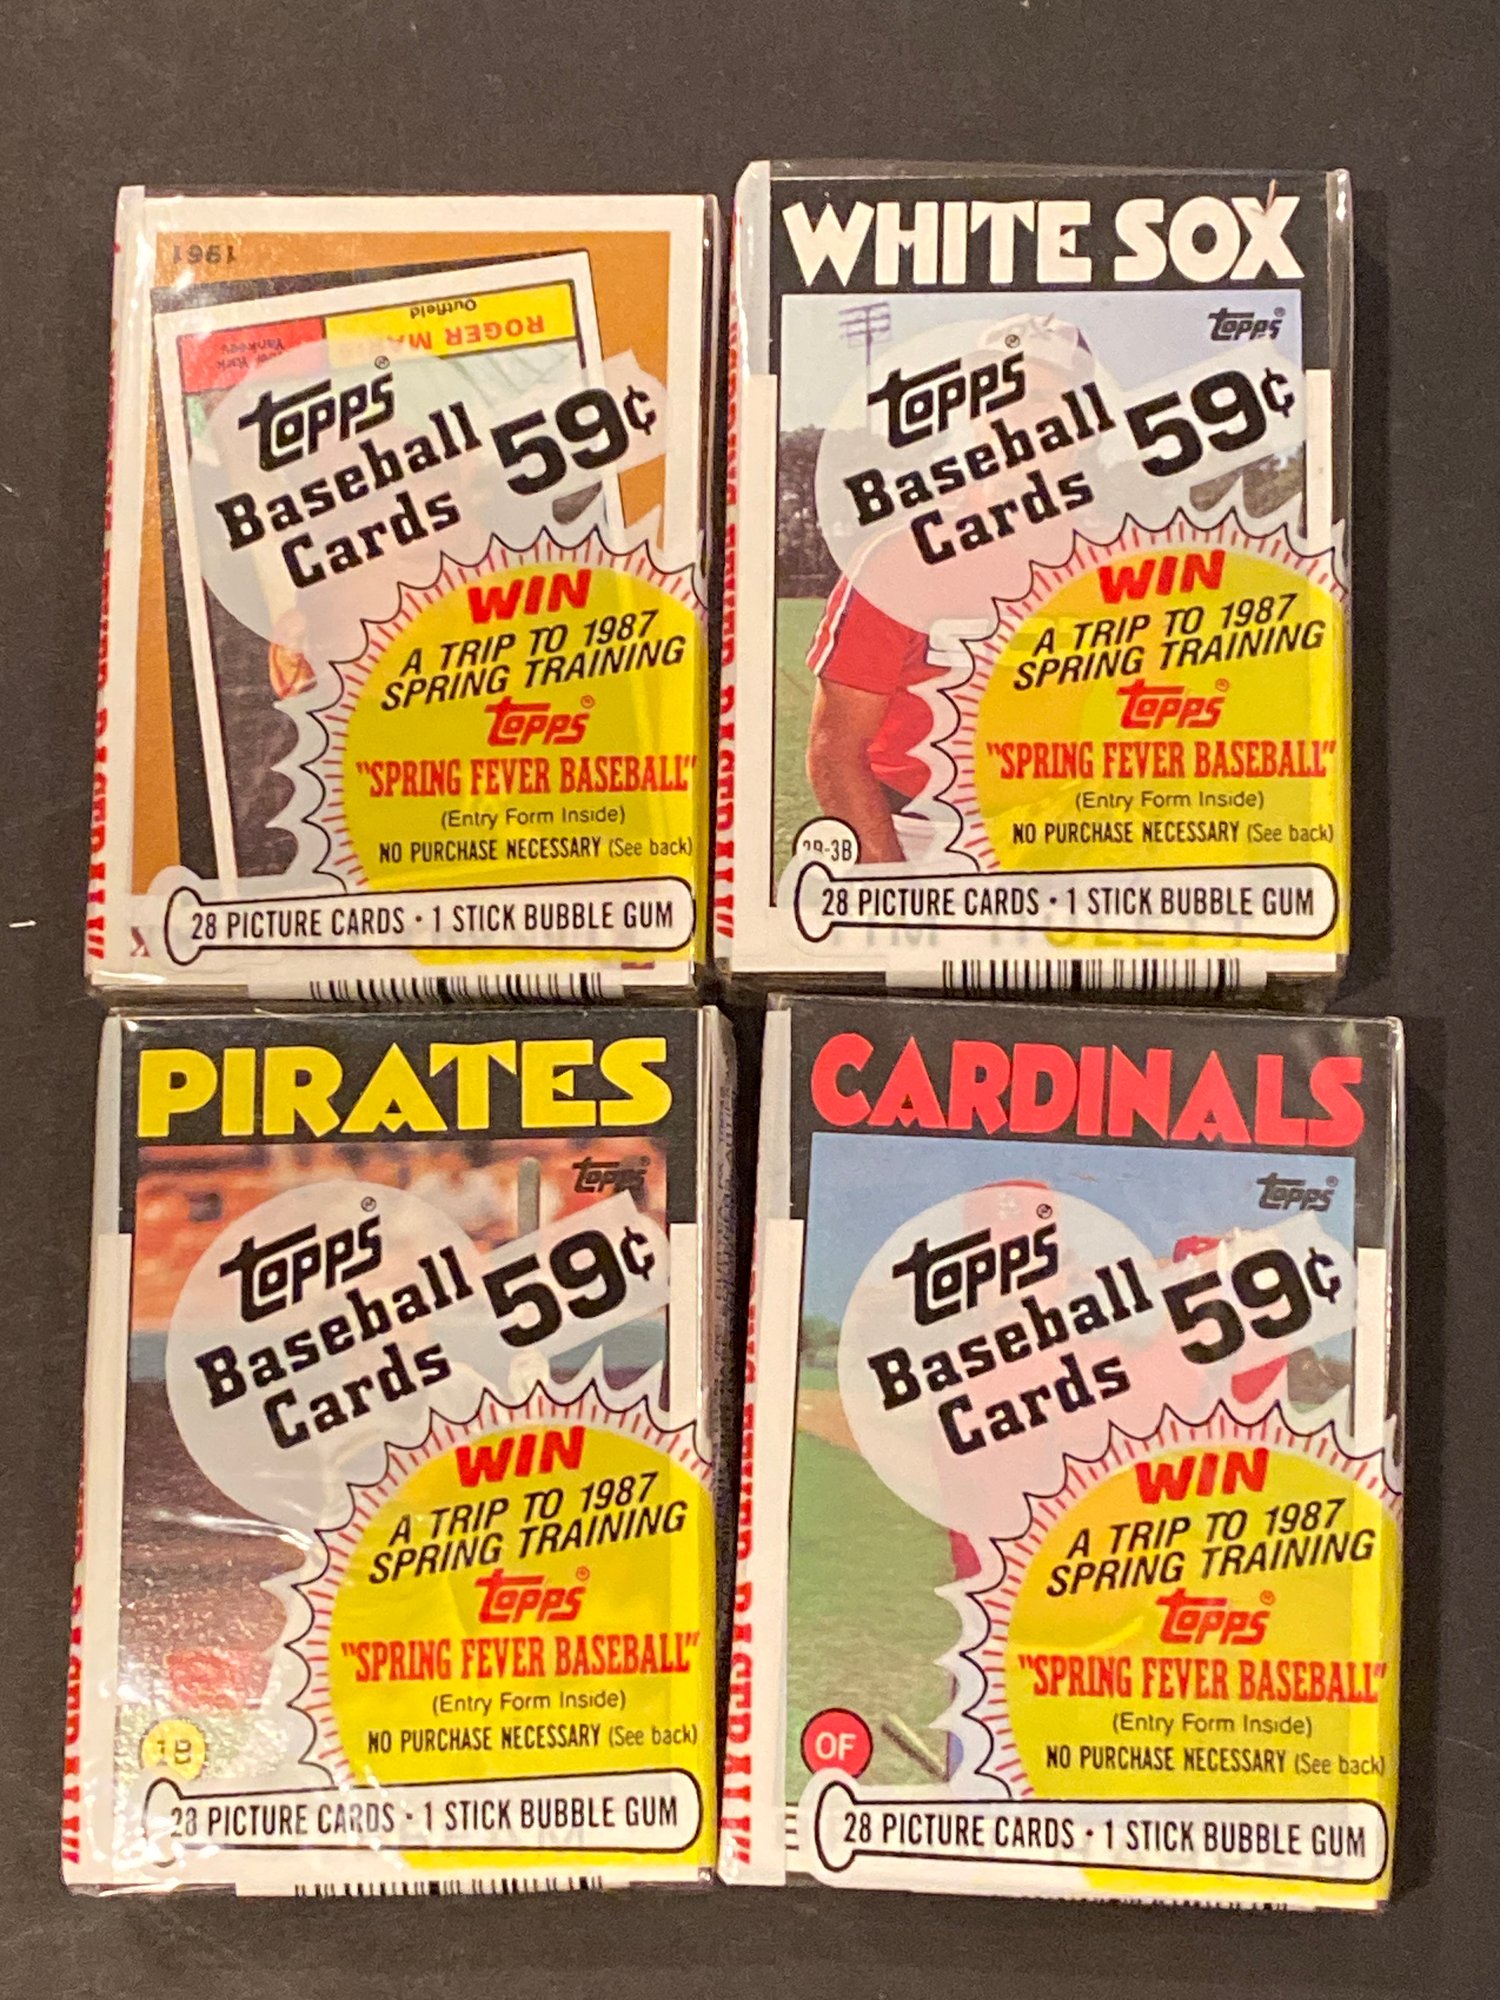 1961
Outfield
ROGER MARIS
New York
Yankees
Topps®
Baseball
Cards
59¢
WIN
A TRIP TO 1987
SPRING TRAINING
Topps®
"SPRING FEVER BASEBALL"
(Entry Form Inside)
NO PURCHASE NECESSARY (See back)
28 PICTURE CARDS · 1 STICK BUBBLE GUM
WHITE SOX
Topps®
Topps®
Baseball
Cards
59¢
WIN
A TRIP TO 1987
SPRING TRAINING
Topps®
"SPRING FEVER BASEBALL"
(Entry Form Inside)
NO PURCHASE NECESSARY (See back)
2B-3B
28 PICTURE CARDS · 1 STICK BUBBLE GUM
PIRATES
Topps®
Topps®
Baseball
Cards
59¢
WIN
A TRIP TO 1987
SPRING TRAINING
Topps®
"SPRING FEVER BASEBALL"
(Entry Form Inside)
NO PURCHASE NECESSARY (See back)
1B
28 PICTURE CARDS · 1 STICK BUBBLE GUM
CARDINALS
Topps®
Topps®
Baseball
Cards
59¢
WIN
A TRIP TO 1987
SPRING TRAINING
Topps®
"SPRING FEVER BASEBALL"
(Entry Form Inside)
NO PURCHASE NECESSARY (See back)
OF
28 PICTURE CARDS · 1 STICK BUBBLE GUM